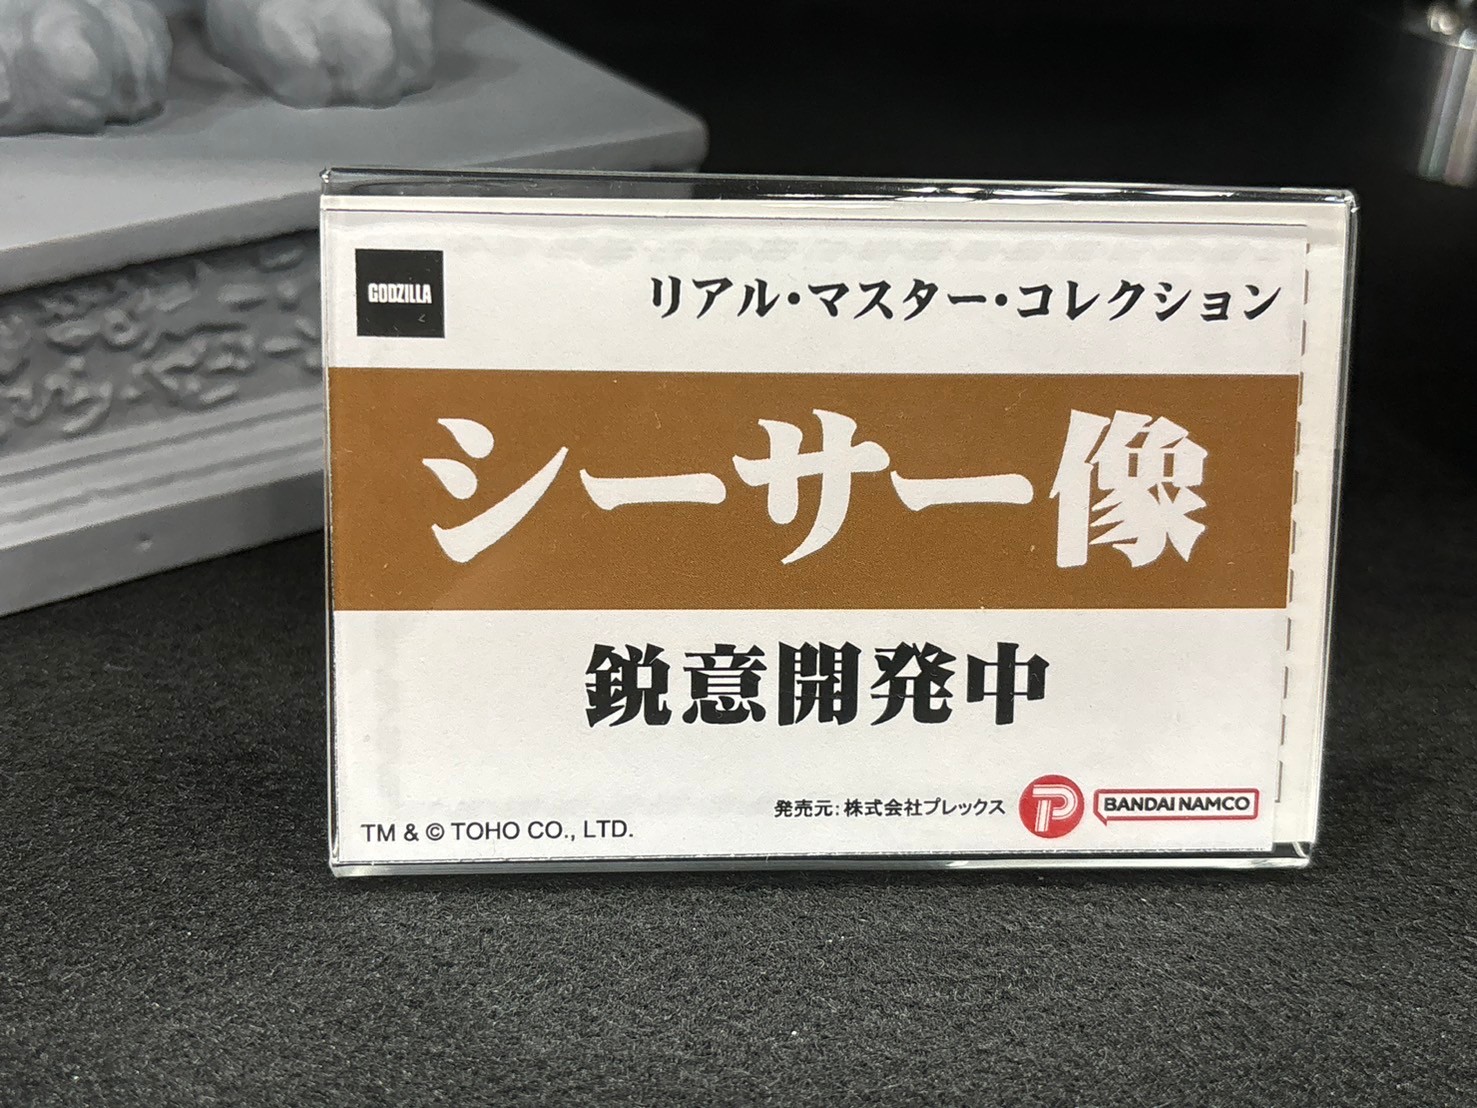 GODZILLA
リアル・マスター・コレクション
シーサー像
鋭意開発中
発売元：株式会社プレックス
P
BANDAI NAMCO
TM & © TOHO CO., LTD.